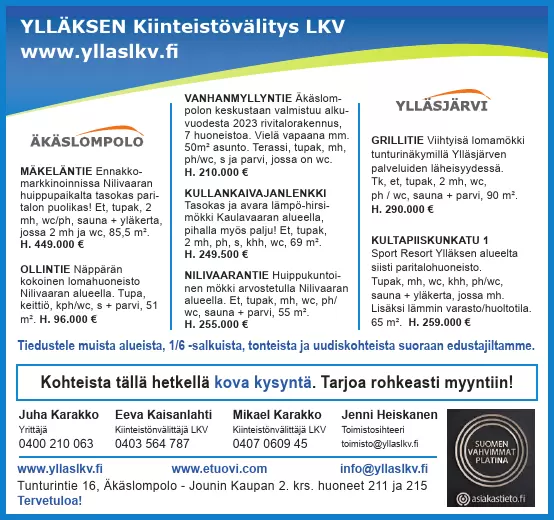 YLLÄKSEN Kiinteistövälitys LKV
www.yllaslkv.fi
ÄKÄSLOMPOLO
MÄKELÄNTIE Ennakko-
markkinoinnissa Nilivaaran
huippupaikalta tasokas pari-
talon puolikas! Et, tupak, 2
mh, wc/ph, sauna + yläkerta,
jossa 2 mh ja wc, 85,5 m².
H. 449.000 €
OLLINTIE Näppärän
kokoinen lomahuoneisto
Nilivaaran alueella. Tupa,
keittiö, kph/wc, s + parvi, 51
m². H. 96.000 €
VANHANMYLLYNTIE Äkäslom-
polon keskustaan valmistuu alku-
vuodesta 2023 rivitalorakennus,
7 huoneistoa. Vielä vapaana mm.
50m² asunto. Terassi, tupak, mh,
ph/wc, s ja parvi, jossa on wc.
H. 210.000 €
KULLANKAIVAJANLENKKI
Tasokas ja avara lämpö-hirsi-
mökki Kaulavaaran alueella,
pihalla myös palju! Et, tupak,
2 mh, ph, s, khh, wc, 69 m².
H. 249.500 €
NILIVAARANTIE Huippukuntoi-
nen mökki arvostetulla Nilivaaran
alueella. Et, tupak, mh, wc, ph/
wc, sauna + parvi, 55 m².
H. 255.000 €
YLLÄSJÄRVI
GRILLITIE Viihtyisä lomamökki
tunturinäkymillä Ylläsjärven
palveluiden läheisyydessä.
Tk, et, tupak, 2 mh, wc,
ph / wc, sauna + parvi, 90 m².
H. 290.000 €
KULTAPIISKUNKATU 1
Sport Resort Ylläksen alueelta
siisti paritalohuoneisto.
Tupak, mh, wc, khh, ph/wc,
sauna + yläkerta, jossa mh.
Lisäksi lämmin varasto/huoltotila.
65 m². H. 259.000 €
Tiedustele muista alueista, 1/6 -salkuista, tonteista ja uudiskohteista suoraan edustajiltamme.
Kohteista tällä hetkellä kova kysyntä. Tarjoa rohkeasti myyntiin!
Juha Karakko
Yrittäjä
0400 210 063
Eeva Kaisanlahti
Kiinteistönvälittäjä LKV
0403 564 787
Mikael Karakko
Kiinteistönvälittäjä LKV
0407 0609 45
Jenni Heiskanen
Toimistosihteeri
toimisto@yllaslkv.fi
www.yllaslkv.fi www.etuovi.com info@yllaslkv.fi
Tunturintie 16, Äkäslompolo - Jounin Kaupan 2. krs. huoneet 211 ja 215
Tervetuloa!
SUOMEN
VAHVIMMAT
PLATINA
asiakastieto.fi